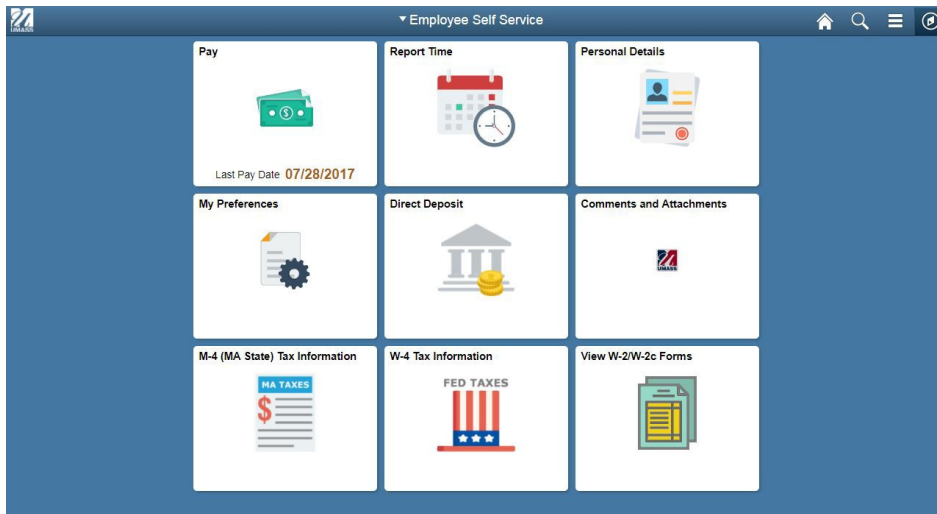 UMASS
Employee Self Service
Pay
Report Time
Personal Details
Last Pay Date 07/28/2017
My Preferences
Direct Deposit
Comments and Attachments
UMASS
M-4 (MA State) Tax Information
W-4 Tax Information
View W-2/W-2c Forms
MA TAXES
$
FED TAXES